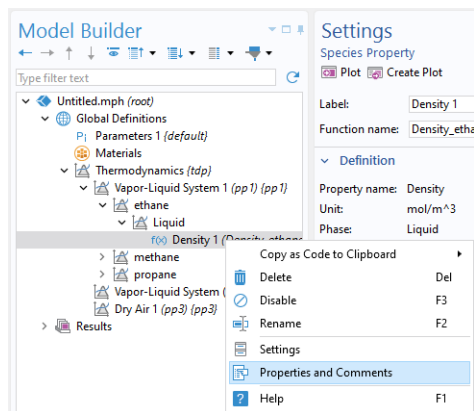 Model Builder
Type filter text
Untitled.mph (root)
Global Definitions
Pi Parameters 1 {default}
Materials
Thermodynamics {tdp}
Vapor-Liquid System 1 (pp1) {pp1}
ethane
Liquid
f(x) Density 1 (Density_ethane
methane
propane
Vapor-Liquid System (
Dry Air 1 (pp3) {pp3}
Results
Settings
Species Property
Plot Create Plot
Label: Density 1
Function name: Density_etha
Definition
Property name: Density
Unit: mol/m^3
Phase: Liquid
Copy as Code to Clipboard
Delete Del
Disable F3
Rename F2
Settings
Properties and Comments
? Help F1